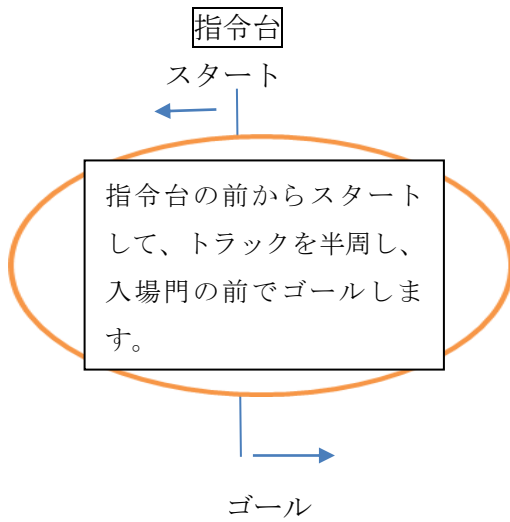 指令台
スタート
指令台の前からスタート
して、トラックを半周し、
入場門の前でゴールしま
す。
ゴール